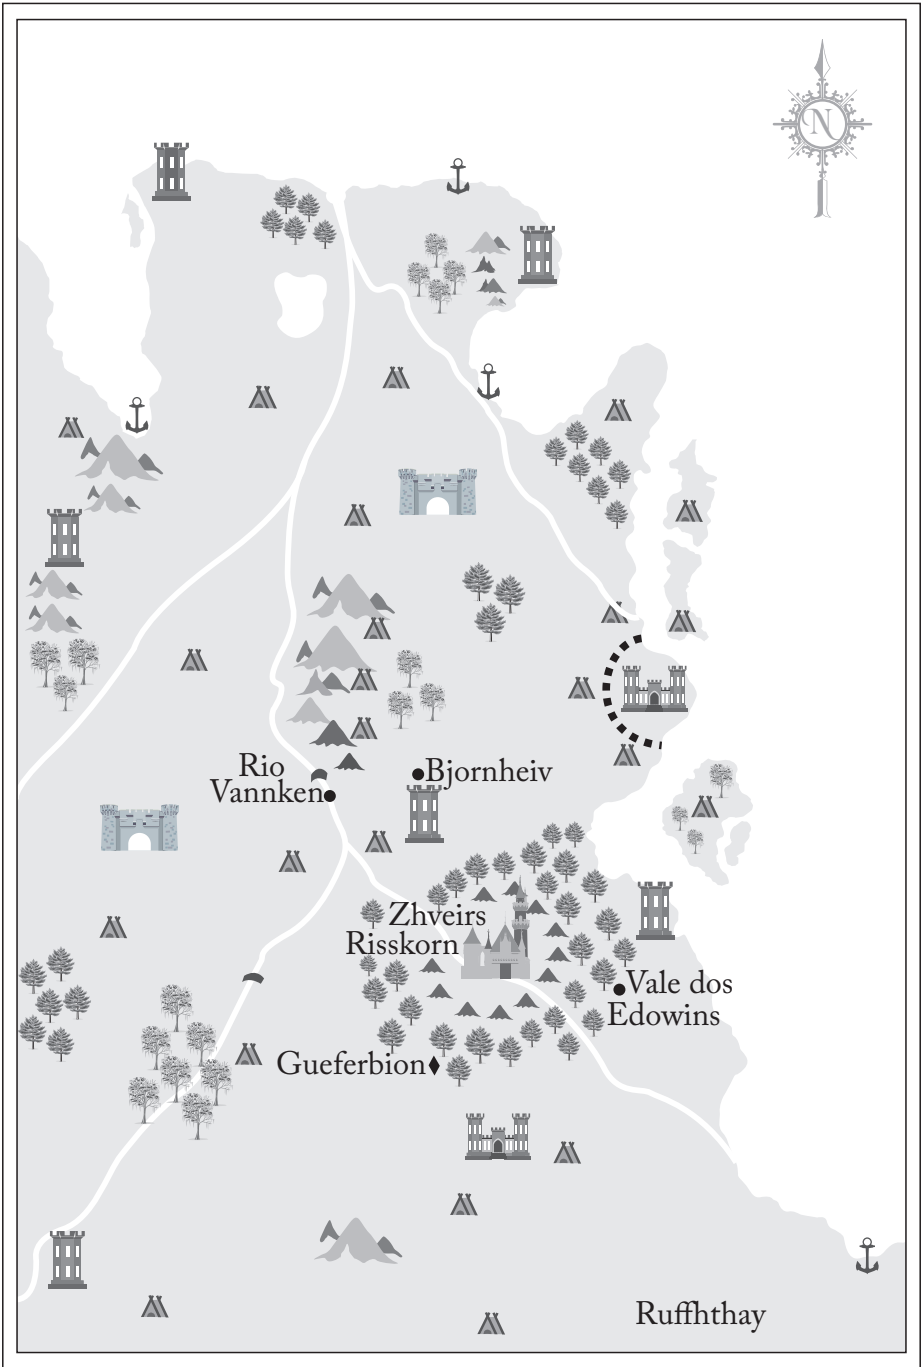 N
Rio
Vannken
Bjornheiv
Zhveirs
Risskorn
Vale dos
Edowins
Gueferbion
Ruffhthay